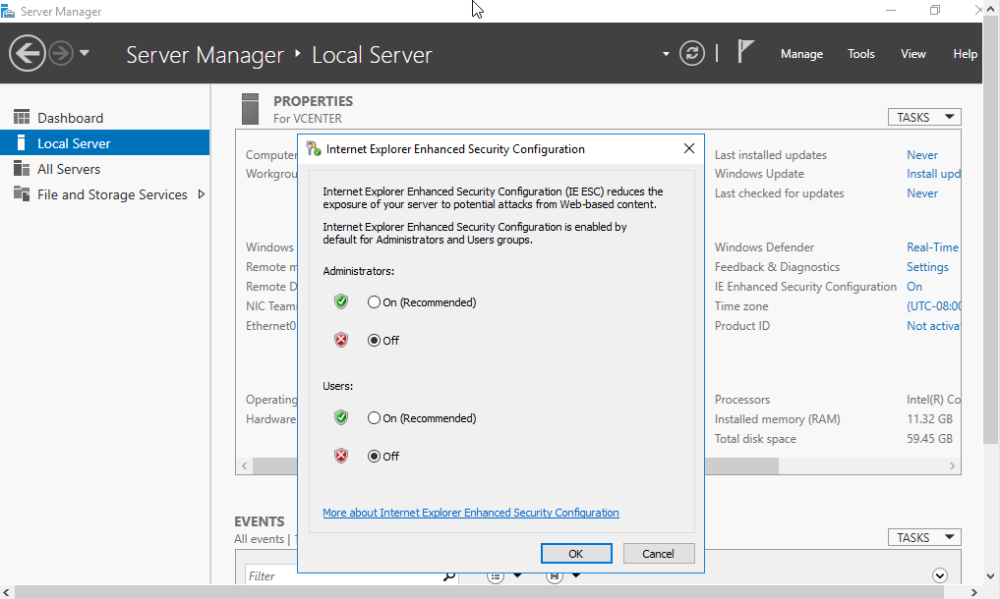 Server Manager
Server Manager
Local Server
Manage
Tools
View
Help
Dashboard
Local Server
All Servers
File and Storage Services
PROPERTIES
For VCENTER
TASKS
Computer
Workgrou
Windows
Remote m
Remote D
NIC Team
Ethernet0
Operating
Hardware
Last installed updates
Never
Windows Update
Install upd
Last checked for updates
Never
Windows Defender
Real-Time
Feedback & Diagnostics
Settings
IE Enhanced Security Configuration
On
Time zone
(UTC-08:00
Product ID
Not activa
Processors
Intel(R) Co
Installed memory (RAM)
11.32 GB
Total disk space
59.45 GB
Internet Explorer Enhanced Security Configuration
Internet Explorer Enhanced Security Configuration (IE ESC) reduces the
exposure of your server to potential attacks from Web-based content.
Internet Explorer Enhanced Security Configuration is enabled by
default for Administrators and Users groups.
Administrators:
On (Recommended)
Off
Users:
On (Recommended)
Off
More about Internet Explorer Enhanced Security Configuration
OK
Cancel
EVENTS
All events |
TASKS
Filter